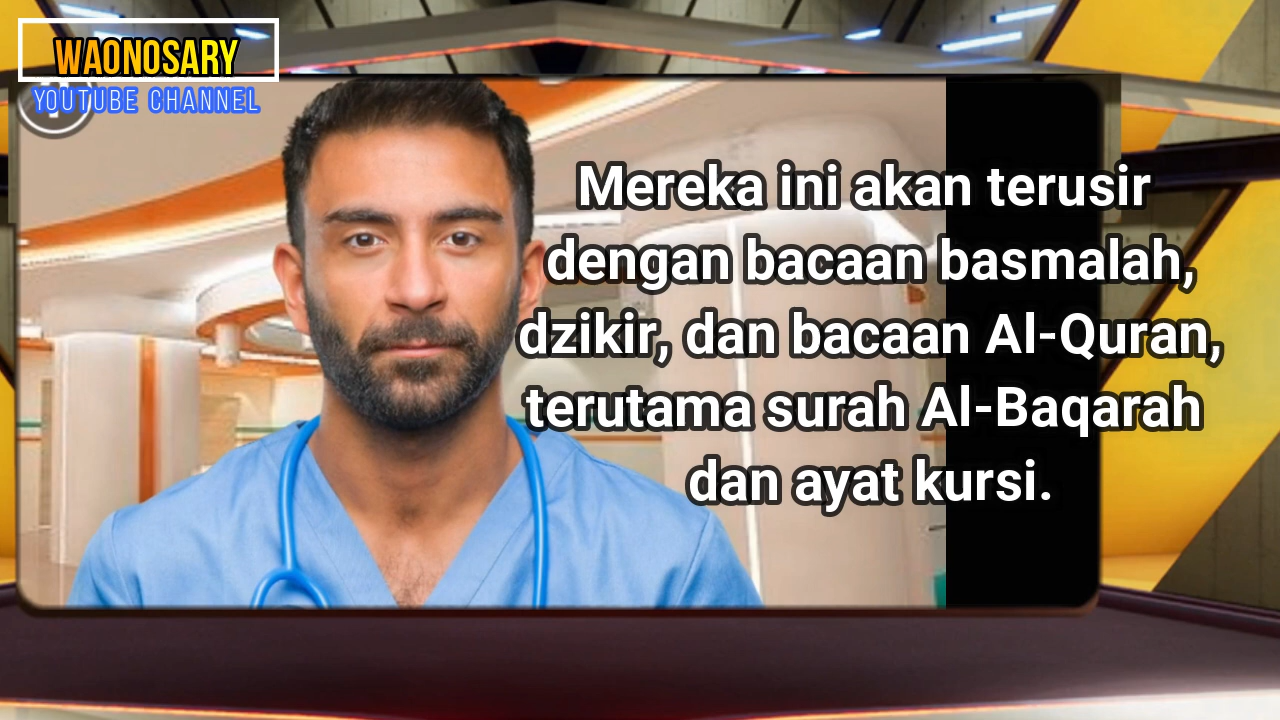 WAONOSARY
YOUTUBE CHANNEL
Mereka ini akan terusir
dengan bacaan basmalah,
dzikir, dan bacaan Al-Quran,
terutama surah Al-Baqarah
dan ayat kursi.